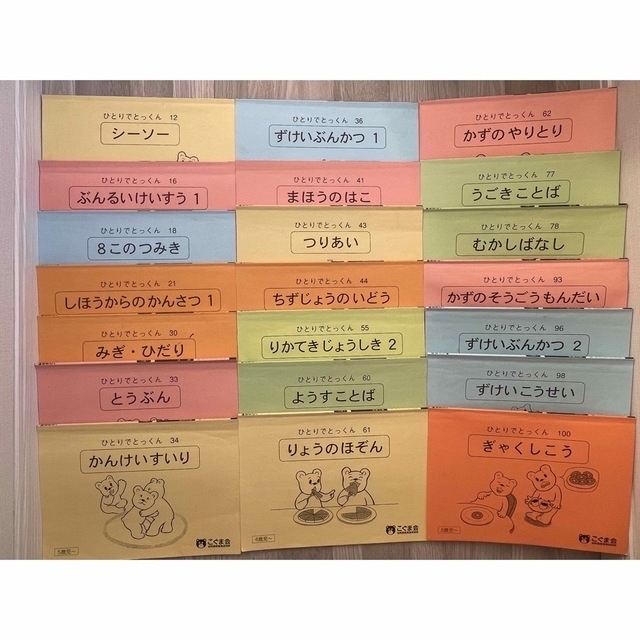 ひとりでとっくん 12
シーソー
ひとりでとっくん 16
ぶんるいけいすう 1
ひとりでとっくん 18
8このつみき
ひとりでとっくん 21
しほうからのかんさつ 1
ひとりでとっくん 30
みぎ・ひだり
ひとりでとっくん 33
とうぶん
ひとりでとっくん 34
かんけいすいり
5歳児〜
こぐま会
ひとりでとっくん 36
ずけいぶんかつ 1
ひとりでとっくん 41
まほうのはこ
ひとりでとっくん 43
つりあい
ひとりでとっくん 44
ちずじょうのいどう
ひとりでとっくん 55
りかてきじょうしき 2
ひとりでとっくん 60
ようすことば
ひとりでとっくん 61
りょうのほぞん
こぐま会
ひとりでとっくん 62
かずのやりとり
ひとりでとっくん 77
うごきことば
ひとりでとっくん 78
むかしばなし
ひとりでとっくん 93
かずのそうごうもんだい
ひとりでとっくん 96
ずけいぶんかつ 2
ひとりでとっくん 98
ずけいこうせい
ひとりでとっくん 100
ぎゃくしこう
こぐま会